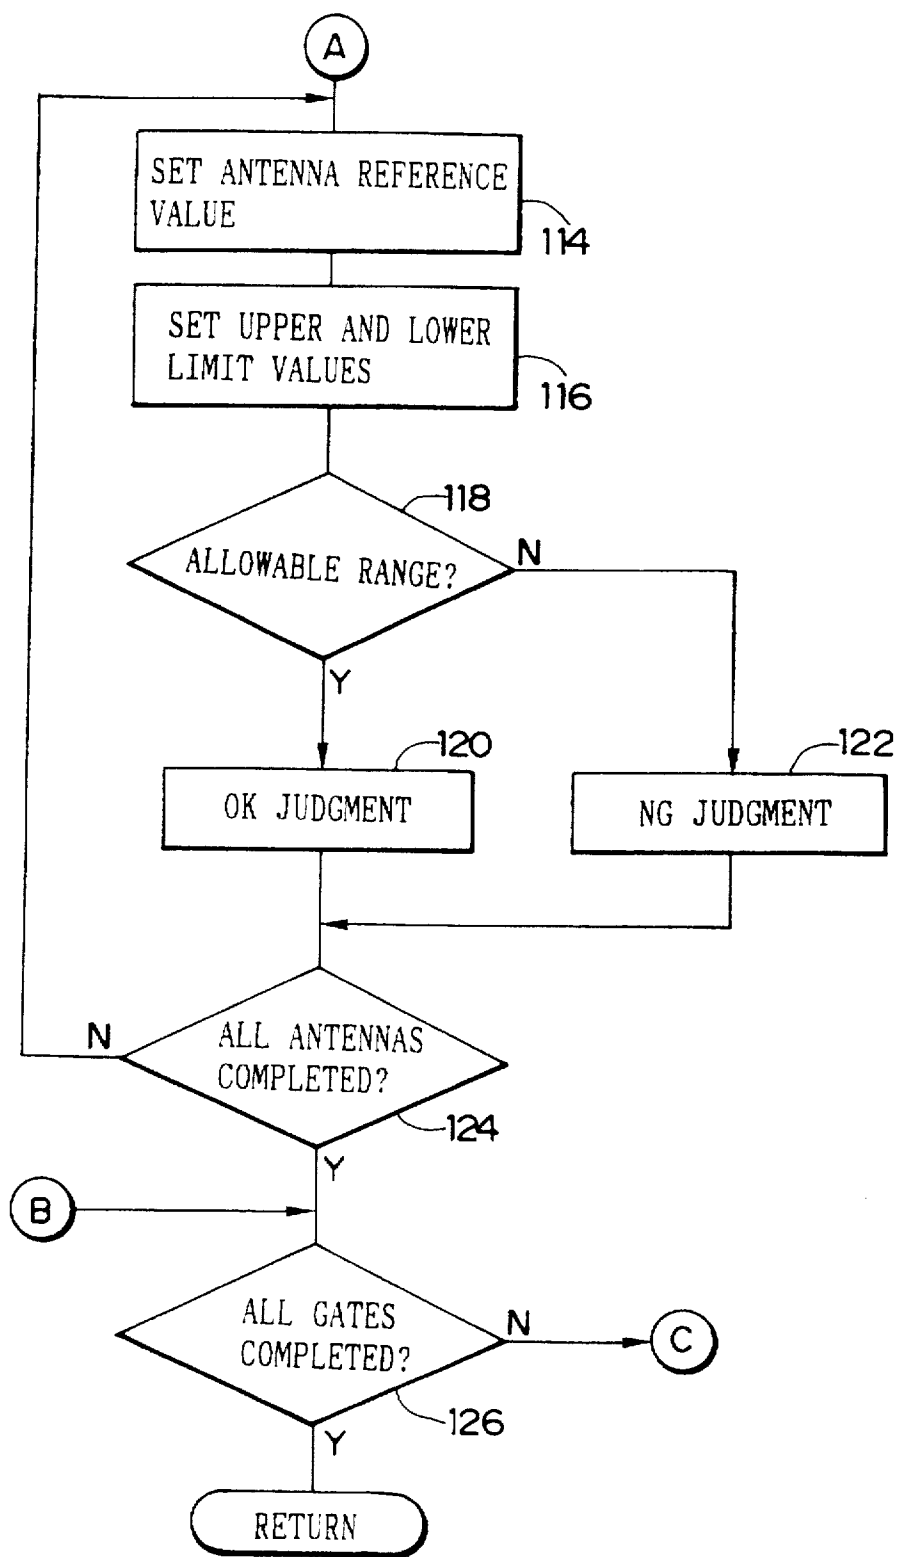 A
SET ANTENNA REFERENCE
VALUE
114
SET UPPER AND LOWER
LIMIT VALUES
116
118
ALLOWABLE RANGE?
N
Y
120
122
OK JUDGMENT
NG JUDGMENT
N
ALL ANTENNAS
COMPLETED?
124
Y
B
ALL GATES
COMPLETED?
N
C
126
Y
RETURN